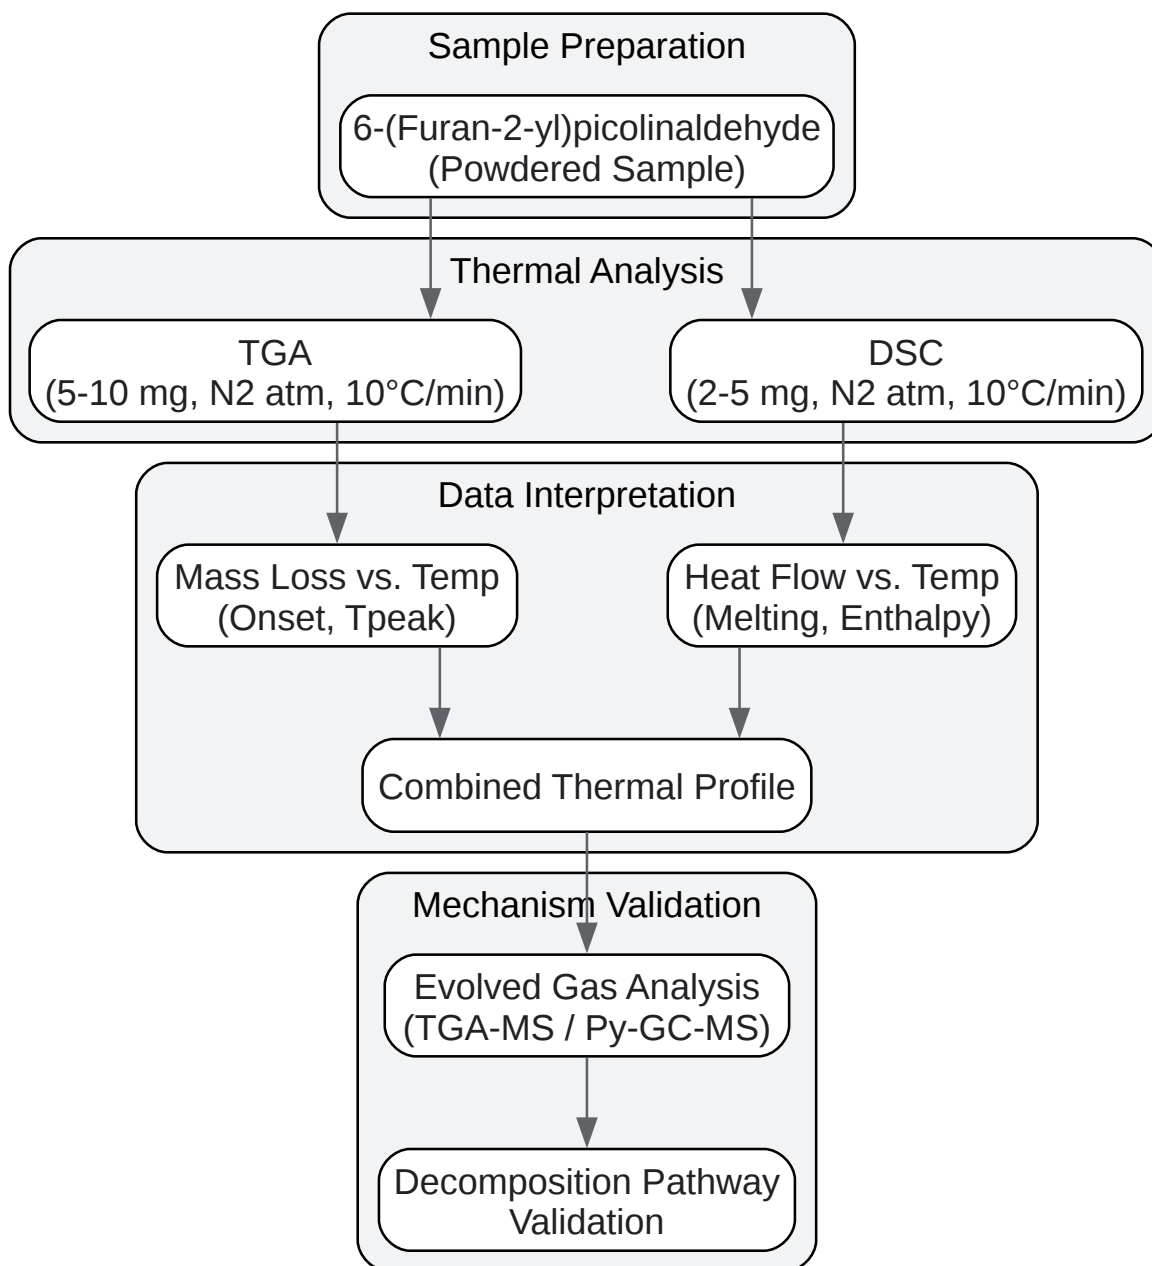 Sample Preparation
6-(Furan-2-yl)picolinaldehyde
(Powdered Sample)
Thermal Analysis
TGA
(5-10 mg, N2 atm, 10°C/min)
DSC
(2-5 mg, N2 atm, 10°C/min)
Data Interpretation
Mass Loss vs. Temp
(Onset, Tpeak)
Heat Flow vs. Temp
(Melting, Enthalpy)
Combined Thermal Profile
Mechanism Validation
Evolved Gas Analysis
(TGA-MS / Py-GC-MS)
Decomposition Pathway
Validation